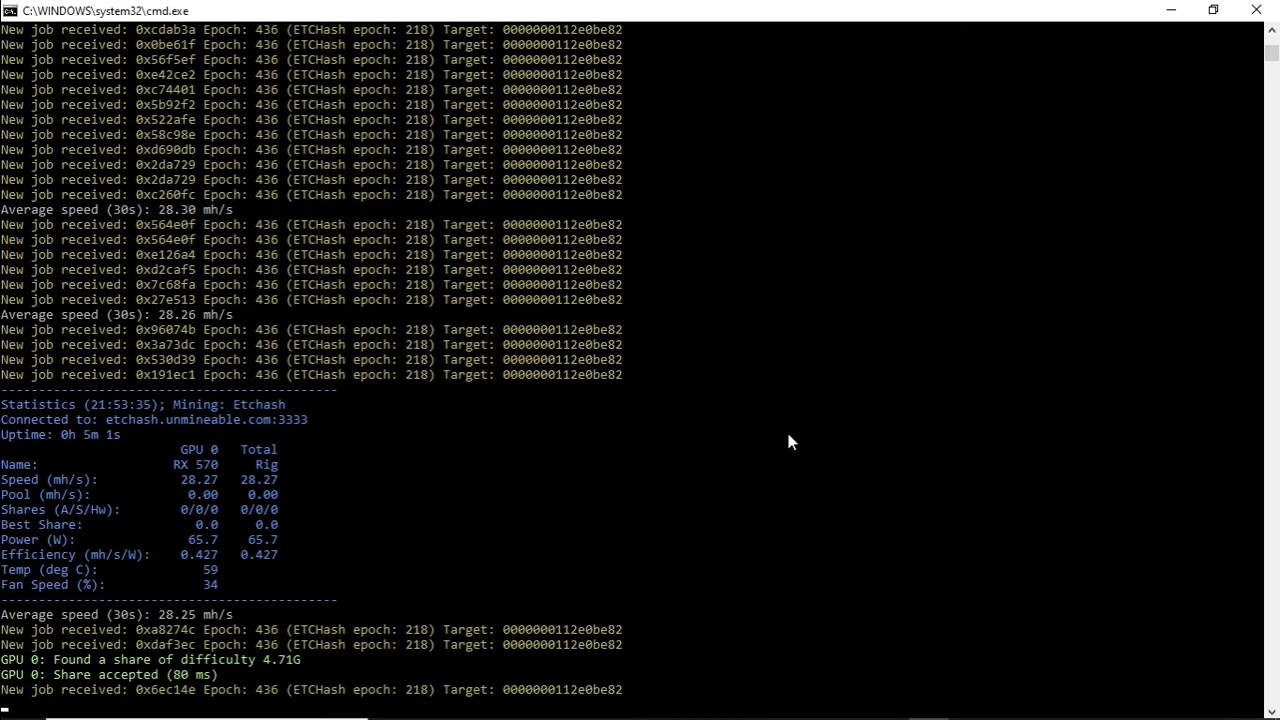 C:\WINDOWS\system32\cmd.exe
New job received: 0xcdab3a Epoch: 436 (ETCHash epoch: 218) Target: 0000000112e0be82
New job received: 0x0be61f Epoch: 436 (ETCHash epoch: 218) Target: 0000000112e0be82
New job received: 0x56f5ef Epoch: 436 (ETCHash epoch: 218) Target: 0000000112e0be82
New job received: 0xe42ce2 Epoch: 436 (ETCHash epoch: 218) Target: 0000000112e0be82
New job received: 0xc74401 Epoch: 436 (ETCHash epoch: 218) Target: 0000000112e0be82
New job received: 0x5b92f2 Epoch: 436 (ETCHash epoch: 218) Target: 0000000112e0be82
New job received: 0x522afe Epoch: 436 (ETCHash epoch: 218) Target: 0000000112e0be82
New job received: 0x58c98e Epoch: 436 (ETCHash epoch: 218) Target: 0000000112e0be82
New job received: 0xd690db Epoch: 436 (ETCHash epoch: 218) Target: 0000000112e0be82
New job received: 0x2da729 Epoch: 436 (ETCHash epoch: 218) Target: 0000000112e0be82
New job received: 0x2da729 Epoch: 436 (ETCHash epoch: 218) Target: 0000000112e0be82
New job received: 0xc260fc Epoch: 436 (ETCHash epoch: 218) Target: 0000000112e0be82
Average speed (30s): 28.30 mh/s
New job received: 0x564e0f Epoch: 436 (ETCHash epoch: 218) Target: 0000000112e0be82
New job received: 0x564e0f Epoch: 436 (ETCHash epoch: 218) Target: 0000000112e0be82
New job received: 0xe126a4 Epoch: 436 (ETCHash epoch: 218) Target: 0000000112e0be82
New job received: 0xd2caf5 Epoch: 436 (ETCHash epoch: 218) Target: 0000000112e0be82
New job received: 0x7c68fa Epoch: 436 (ETCHash epoch: 218) Target: 0000000112e0be82
New job received: 0x27e513 Epoch: 436 (ETCHash epoch: 218) Target: 0000000112e0be82
Average speed (30s): 28.26 mh/s
New job received: 0x96074b Epoch: 436 (ETCHash epoch: 218) Target: 0000000112e0be82
New job received: 0x3a73dc Epoch: 436 (ETCHash epoch: 218) Target: 0000000112e0be82
New job received: 0x530d39 Epoch: 436 (ETCHash epoch: 218) Target: 0000000112e0be82
New job received: 0x191ec1 Epoch: 436 (ETCHash epoch: 218) Target: 0000000112e0be82
---------------------------------------------
Statistics (21:53:35); Mining: Etchash
Connected to: etchash.unmineable.com:3333
Uptime: 0h 5m 1s
GPU 0 Total
Name: RX 570 Rig
Speed (mh/s): 28.27 28.27
Pool (mh/s): 0.00 0.00
Shares (A/S/Hw): 0/0/0 0/0/0
Best Share: 0.0 0.0
Power (W): 65.7 65.7
Efficiency (mh/s/W): 0.427 0.427
Temp (deg C): 59
Fan Speed (%): 34
---------------------------------------------
Average speed (30s): 28.25 mh/s
New job received: 0xa8274c Epoch: 436 (ETCHash epoch: 218) Target: 0000000112e0be82
New job received: 0xdaf3ec Epoch: 436 (ETCHash epoch: 218) Target: 0000000112e0be82
GPU 0: Found a share of difficulty 4.71G
GPU 0: Share accepted (80 ms)
New job received: 0x6ec14e Epoch: 436 (ETCHash epoch: 218) Target: 0000000112e0be82